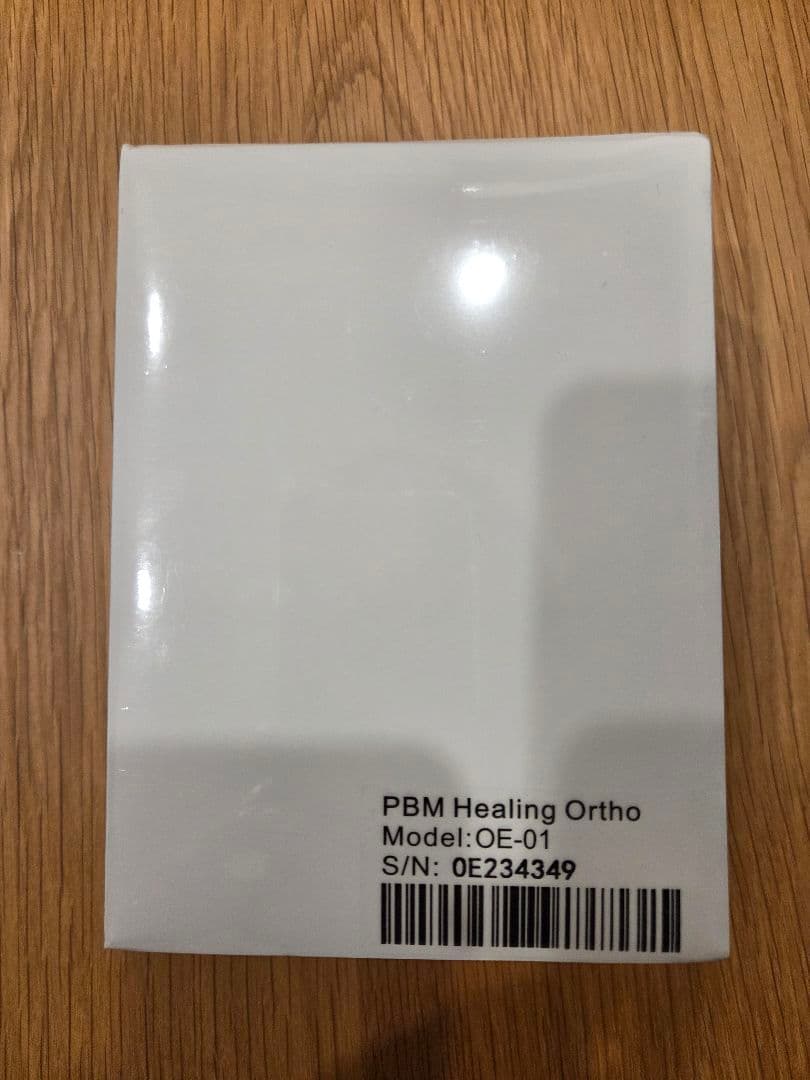 PBM Healing Ortho
Model:OE-01
S/N: 0E234349